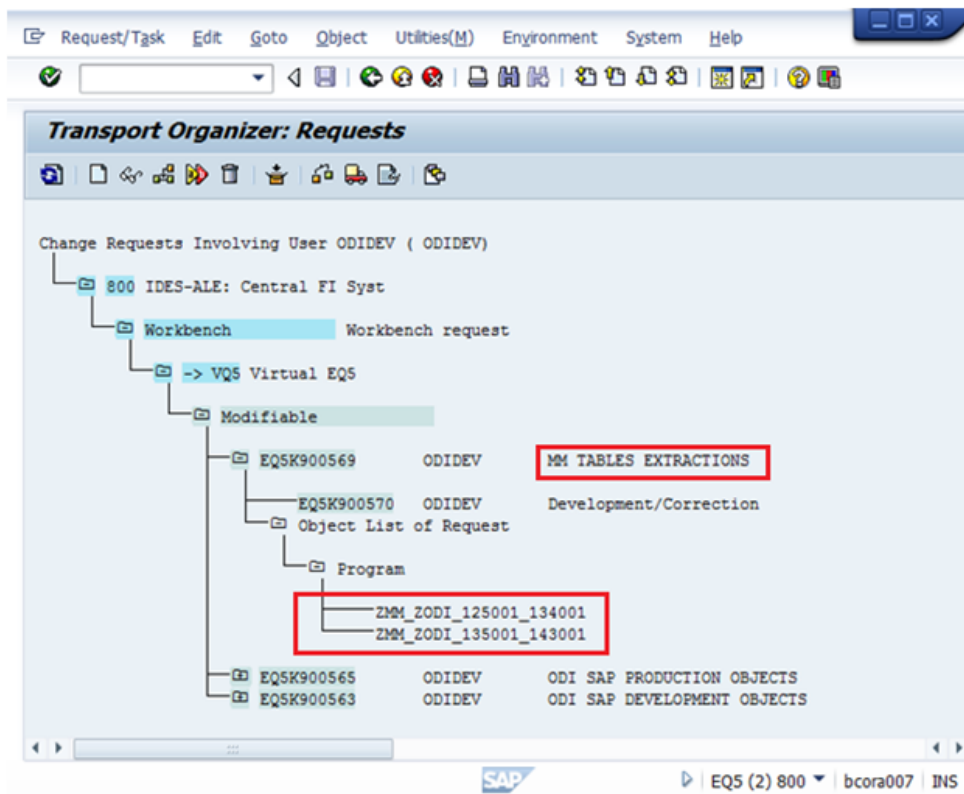 Request/Task Edit Goto Object Utilities(M) Environment System Help
Transport Organizer: Requests
Change Requests Involving User ODIDEV ( ODIDEV)
800 IDES-ALE: Central FI Syst
Workbench Workbench request
-> VQ5 Virtual EQ5
Modifiable
EQ5K900569 ODIDEV MM TABLES EXTRACTIONS
EQ5K900570 ODIDEV Development/Correction
Object List of Request
Program
ZMM_ZODI_125001_134001
ZMM_ZODI_135001_143001
EQ5K900565 ODIDEV ODI SAP PRODUCTION OBJECTS
EQ5K900563 ODIDEV ODI SAP DEVELOPMENT OBJECTS
SAP EQ5 (2) 800 bcora007 INS